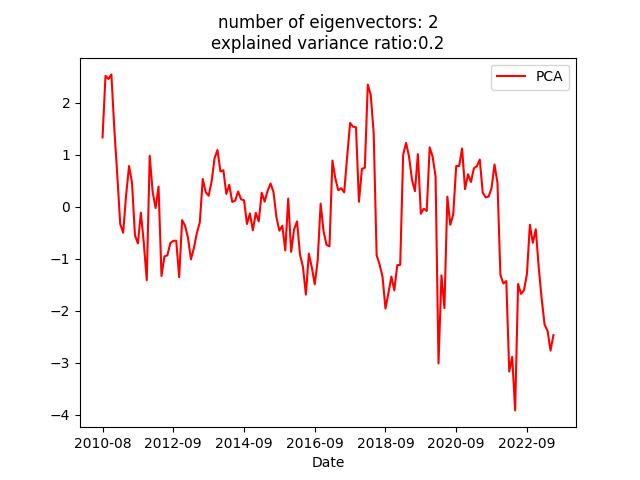 number of eigenvectors: 2
explained variance ratio:0.2
PCA
2
1
0
−1
−2
−3
−4
2010-08 2012-09 2014-09 2016-09 2018-09 2020-09 2022-09
Date